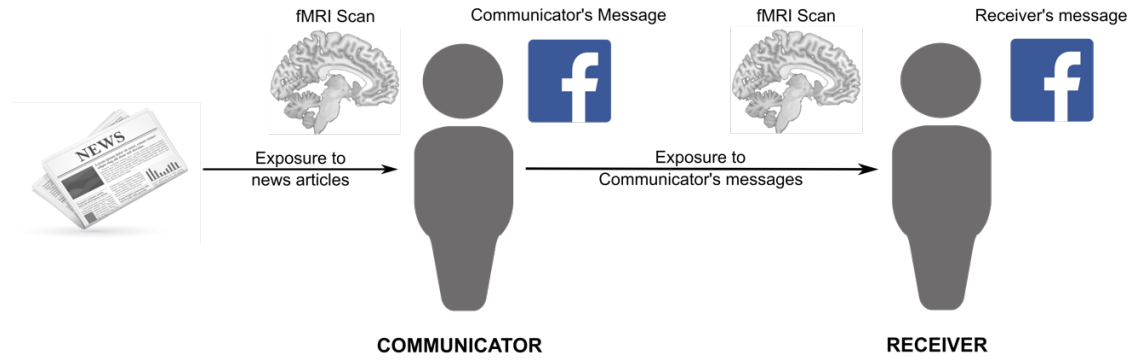 fMRI Scan
Communicator's Message
fMRI Scan
Receiver's message
NEWS
Exposure to
news articles
Exposure to
Communicator's messages
COMMUNICATOR
RECEIVER